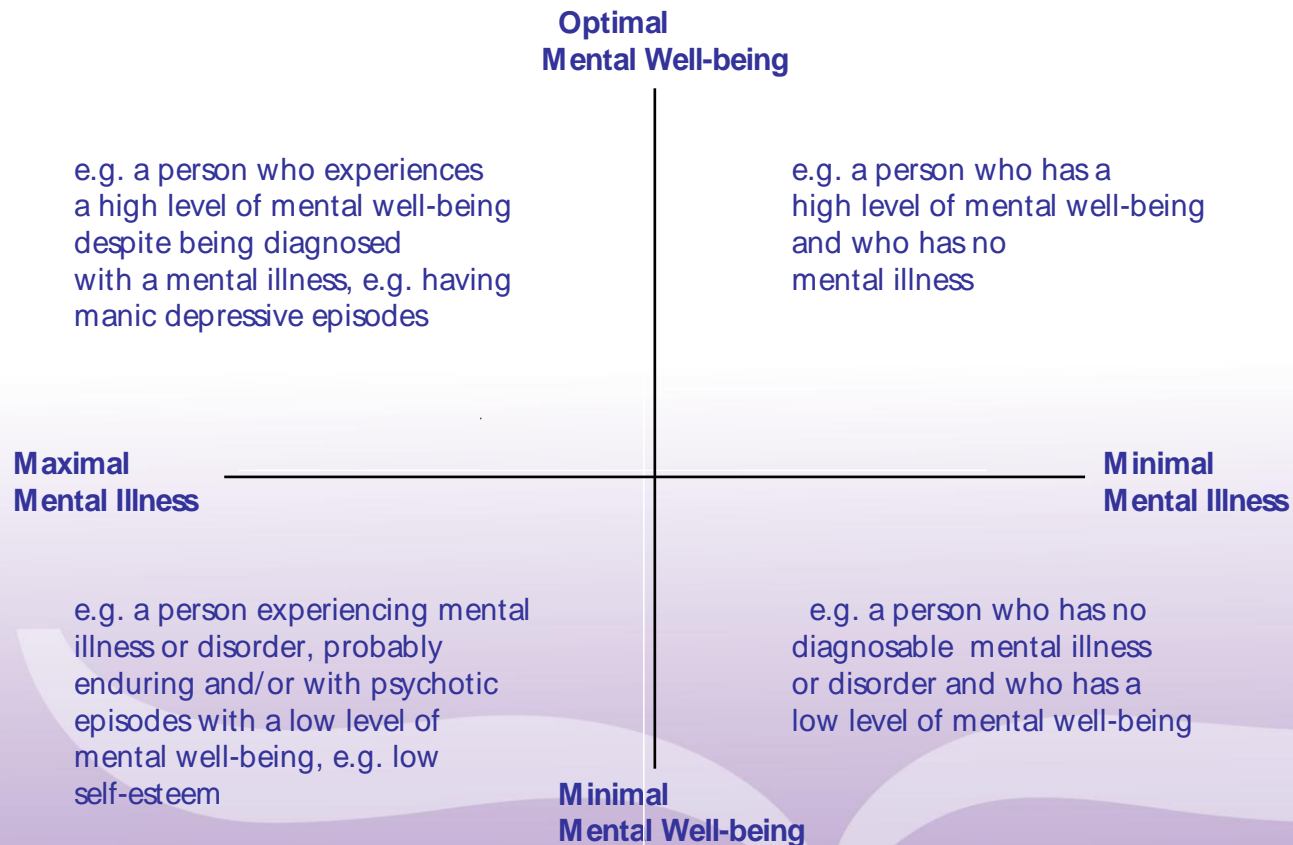 Optimal
Mental Well-being
e.g. a person who experiences
a high level of mental well-being
despite being diagnosed
with a mental illness, e.g. having
manic depressive episodes
e.g. a person who has a
high level of mental well-being
and who has no
mental illness
Maximal
Mental Illness
Minimal
Mental Illness
e.g. a person experiencing mental
illness or disorder, probably
enduring and/or with psychotic
episodes with a low level of
mental well-being, e.g. low
self-esteem
e.g. a person who has no
diagnosable mental illness
or disorder and who has a
low level of mental well-being
Minimal
Mental Well-being